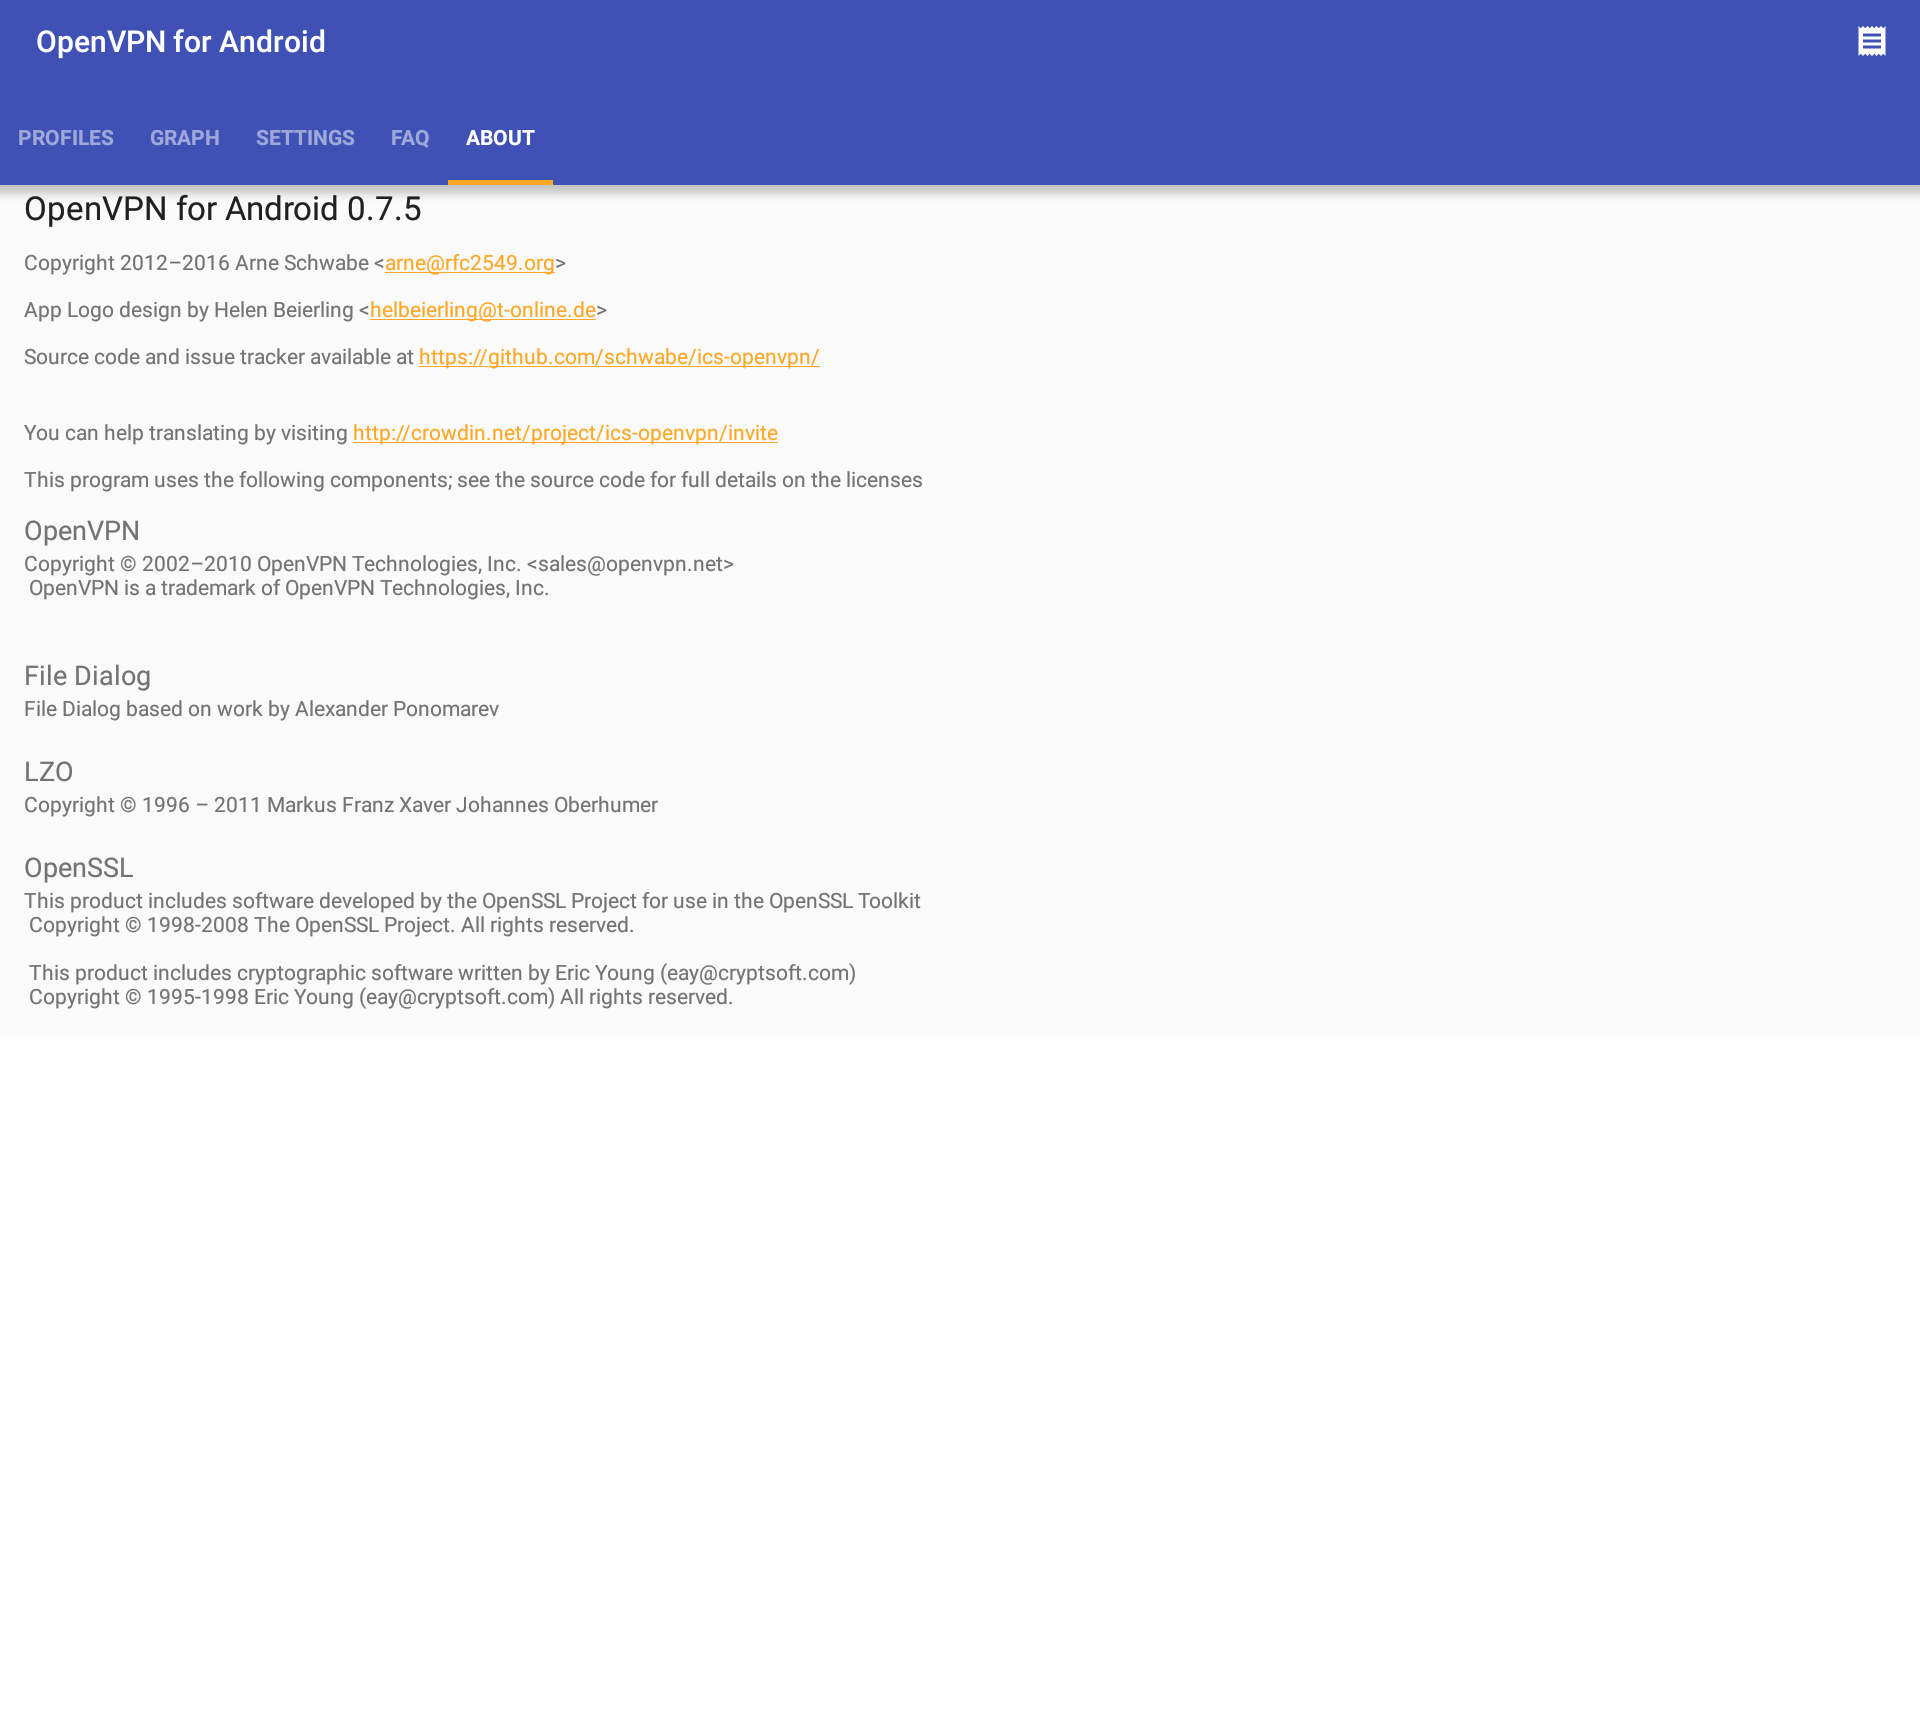 OpenVPN for Android
PROFILES GRAPH SETTINGS FAQ ABOUT
OpenVPN for Android 0.7.5
Copyright 2012–2016 Arne Schwabe <arne@rfc2549.org>
App Logo design by Helen Beierling <helbeierling@t-online.de>
Source code and issue tracker available at https://github.com/schwabe/ics-openvpn/
You can help translating by visiting http://crowdin.net/project/ics-openvpn/invite
This program uses the following components; see the source code for full details on the licenses
OpenVPN
Copyright © 2002–2010 OpenVPN Technologies, Inc. <sales@openvpn.net>
OpenVPN is a trademark of OpenVPN Technologies, Inc.
File Dialog
File Dialog based on work by Alexander Ponomarev
LZO
Copyright © 1996 – 2011 Markus Franz Xaver Johannes Oberhumer
OpenSSL
This product includes software developed by the OpenSSL Project for use in the OpenSSL Toolkit
Copyright © 1998-2008 The OpenSSL Project. All rights reserved.
This product includes cryptographic software written by Eric Young (eay@cryptsoft.com)
Copyright © 1995-1998 Eric Young (eay@cryptsoft.com) All rights reserved.